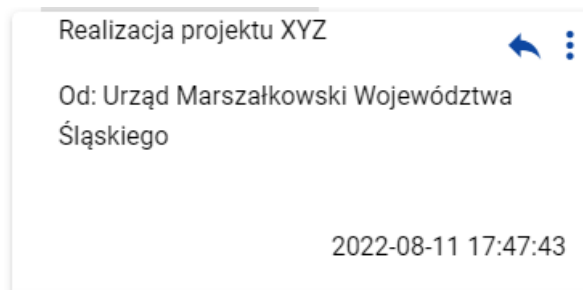 Realizacja projektu XYZ
Od: Urząd Marszałkowski Województwa
Śląskiego
2022-08-11 17:47:43